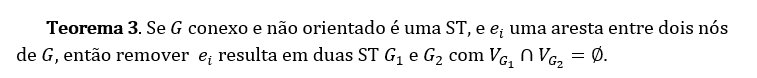 Teorema 3. Se G conexo e não orientado é uma ST, e eᵢ uma aresta entre dois nós
de G, então remover eᵢ resulta em duas ST G₁ e G₂ com V_{G₁} ∩ V_{G₂} = ∅.